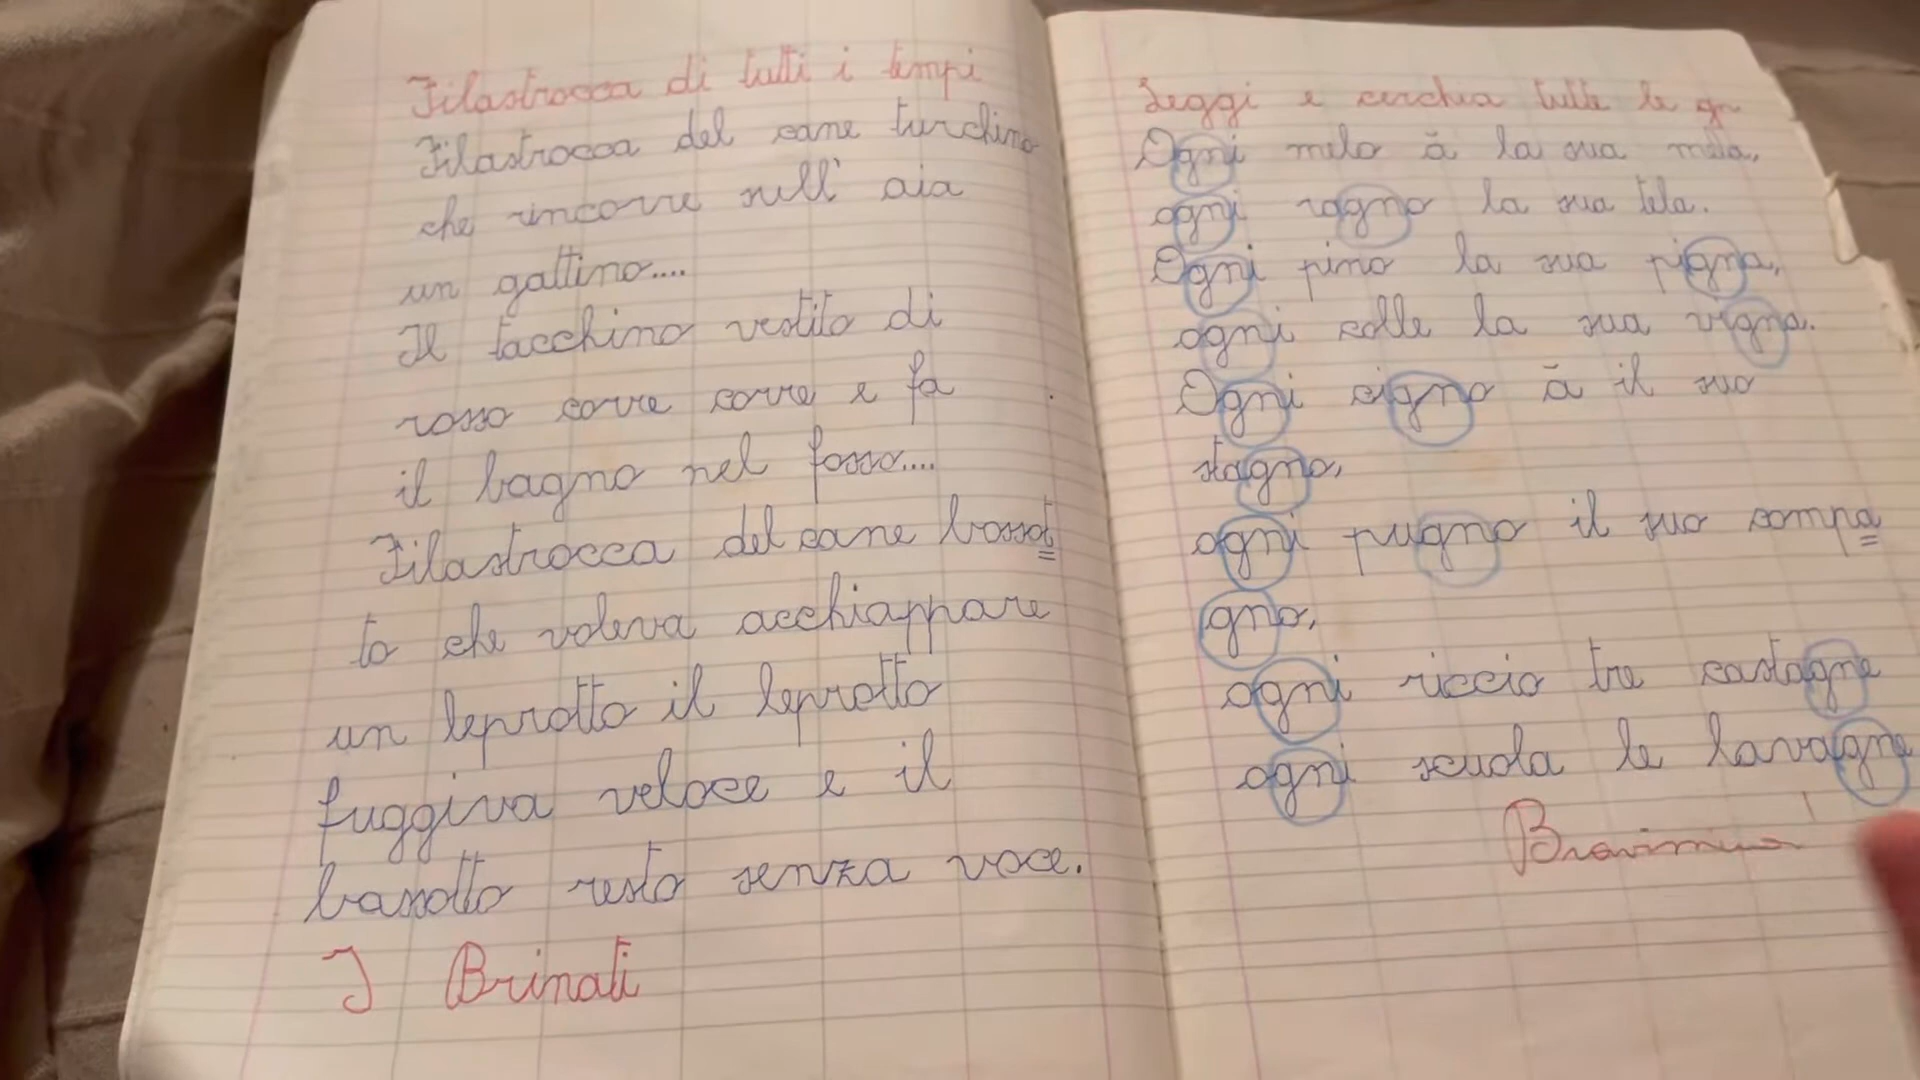 Filastrocca di tutti i tempi
Filastrocca del cane turchino
che rincorre nell' aia
un gattino....
Il tacchino vestito di
rosso corre corre e fa
il bagno nel fosso....
Filastrocca del cane bassot
to che voleva acchiappare
un leprotto il leprotto
fuggiva veloce e il
bassotto resto senza voce.
I Brinati
Leggi e cerchia tutte le gn
Ogni melo ā la sua mela,
ogni ragno la sua tela.
Ogni pino la sua pigna,
ogni colle la sua vigna.
Ogni cigno ā il suo
stagno,
ogni pugno il suo compa
gno,
ogni riccio tre castagne
ogni scuola le lavagne